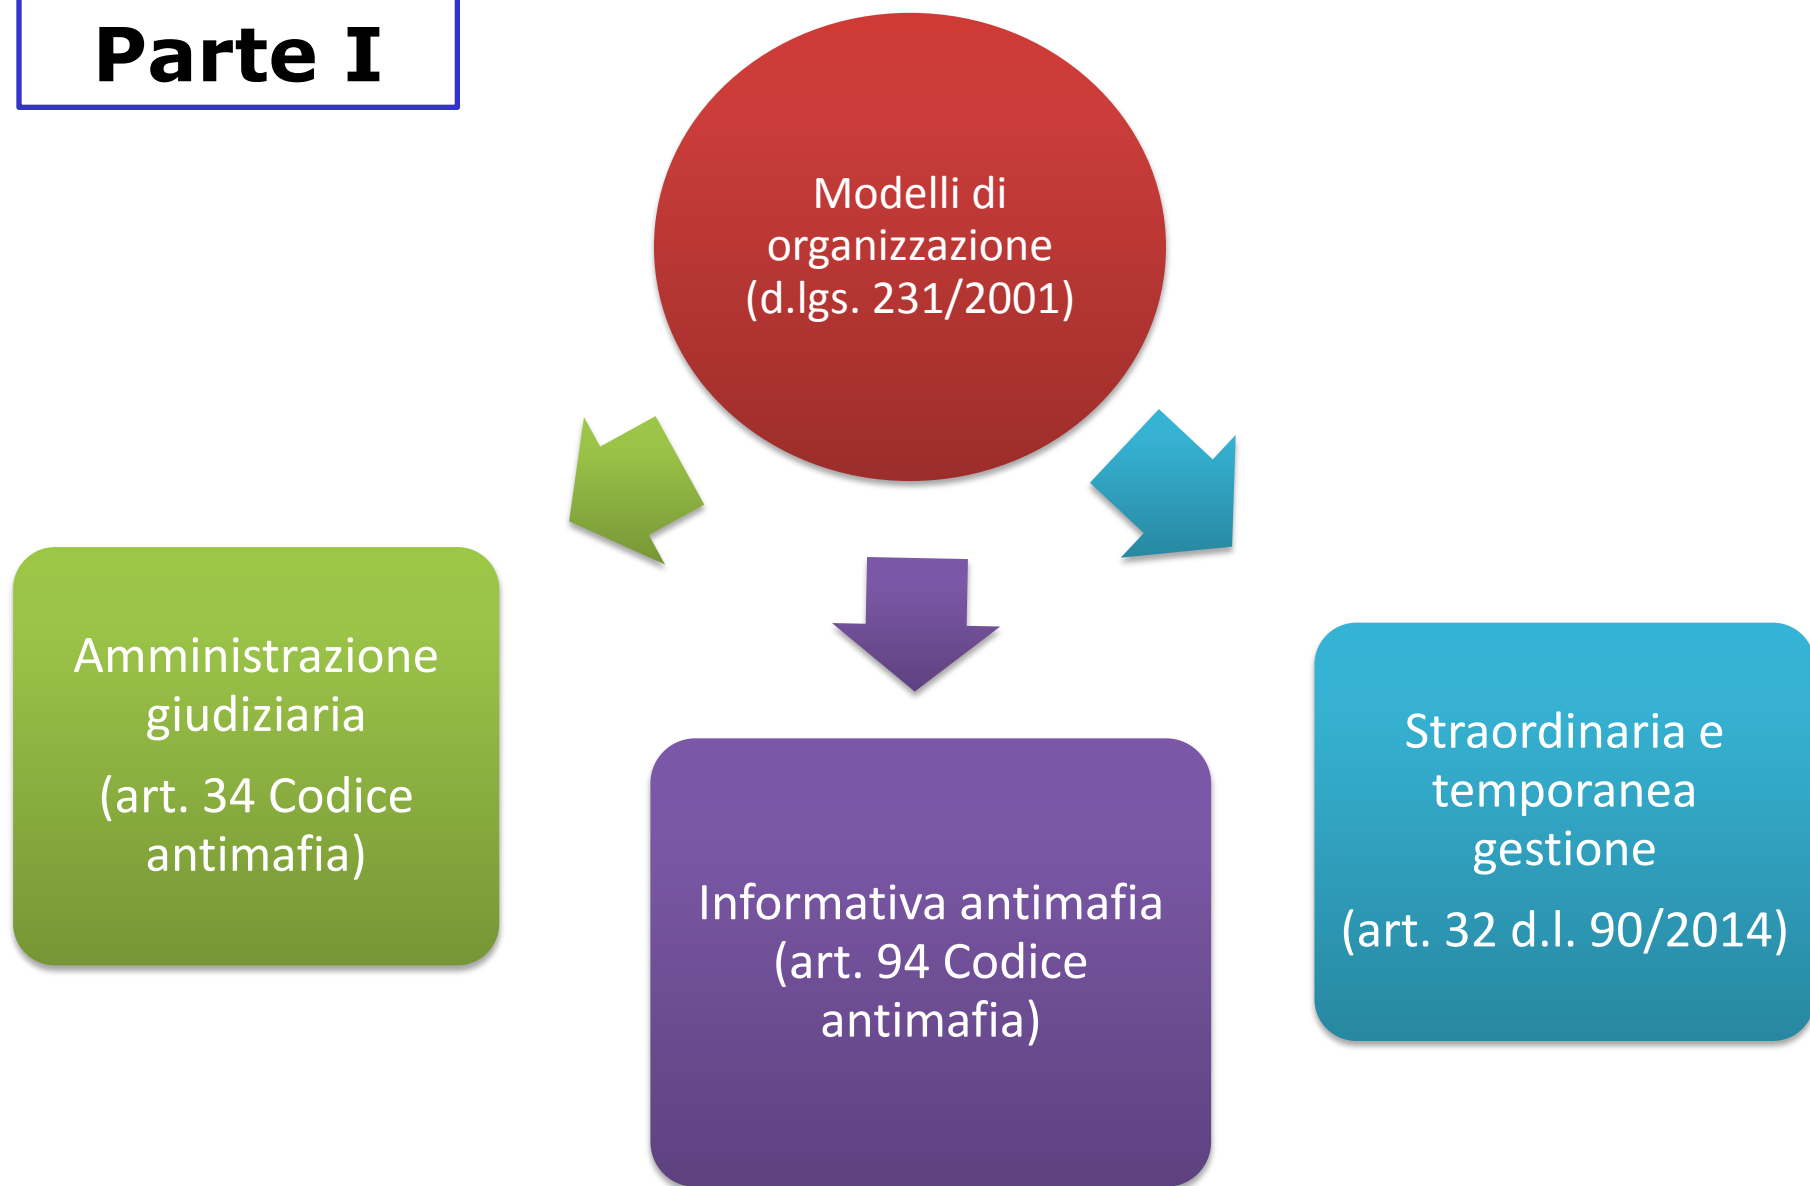 Parte I
Modelli di
organizzazione
(d.lgs. 231/2001)
Amministrazione
giudiziaria
(art. 34 Codice
antimafia)
Informativa antimafia
(art. 94 Codice
antimafia)
Straordinaria e
temporanea
gestione
(art. 32 d.l. 90/2014)